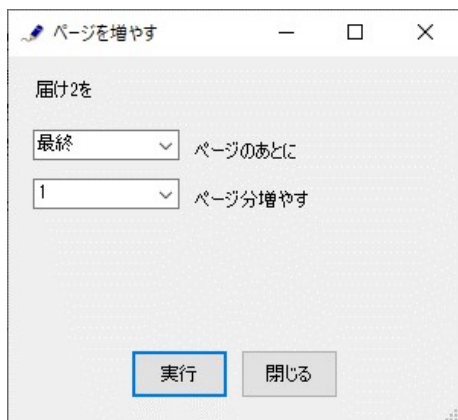 ページを増やす
届け2を
最終 ページのあとに
1 ページ分増やす
実行 閉じる